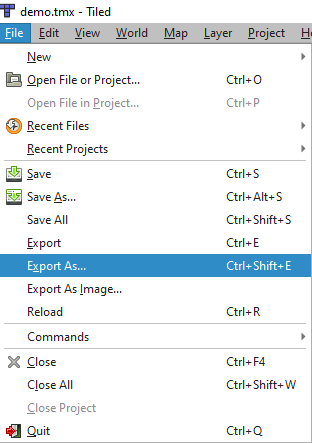 demo.tmx - Tiled
File Edit View World Map Layer Project
New
Open File or Project... Ctrl+O
Open File in Project... Ctrl+P
Recent Files
Recent Projects
Save Ctrl+S
Save As... Ctrl+Alt+S
Save All Ctrl+Shift+S
Export Ctrl+E
Export As... Ctrl+Shift+E
Export As Image...
Reload Ctrl+R
Commands
Close Ctrl+F4
Close All Ctrl+Shift+W
Close Project
Quit Ctrl+Q